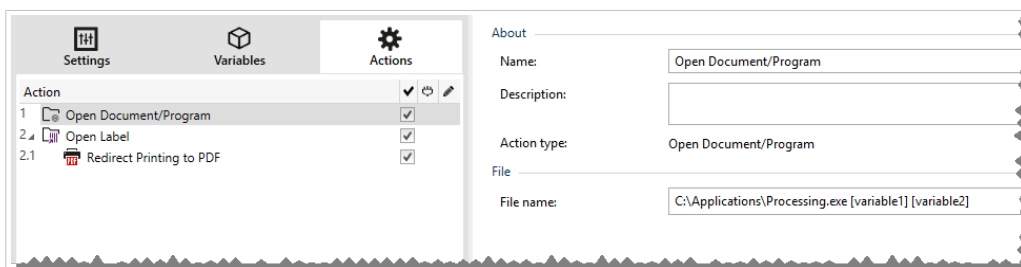 Settings
Variables
Actions
Action
1 Open Document/Program
2 Open Label
2.1 Redirect Printing to PDF
About
Name: Open Document/Program
Description:
Action type: Open Document/Program
File
File name: C:\Applications\Processing.exe [variable1] [variable2]